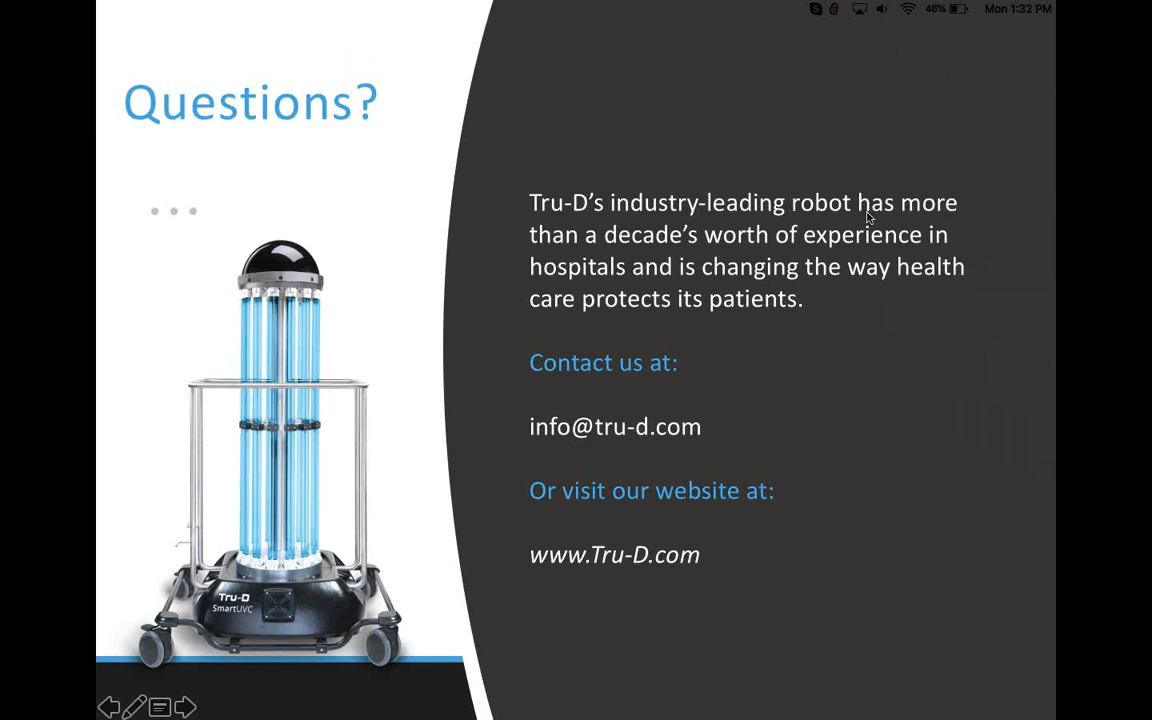 46% Mon 1:32 PM
Questions?
Tru-D’s industry-leading robot has more
than a decade’s worth of experience in
hospitals and is changing the way health
care protects its patients.
Contact us at:
info@tru-d.com
Or visit our website at:
www.Tru-D.com
Tru-D
SmartUVC